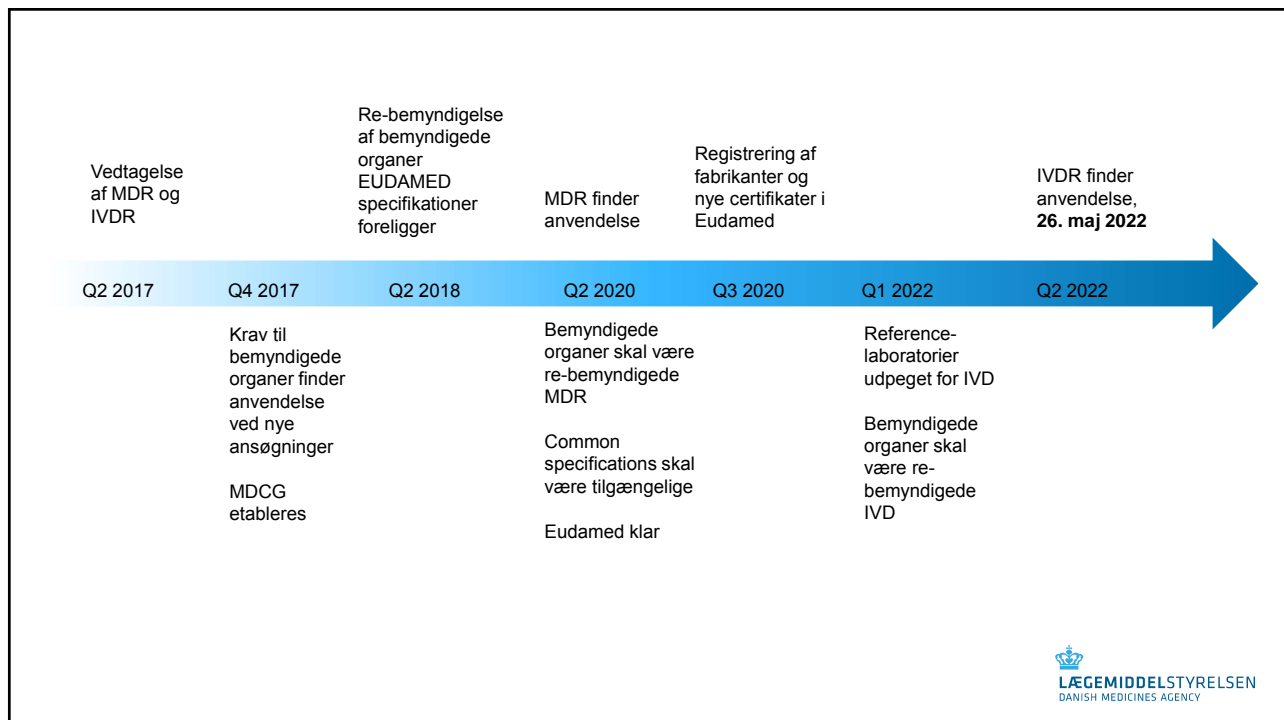 Vedtagelse
af MDR og
IVDR
Re-bemyndigelse
af bemyndigede
organer
EUDAMED
specifikationer
foreligger
MDR finder
anvendelse
Registrering af
fabrikanter og
nye certifikater i
Eudamed
IVDR finder
anvendelse,
26. maj 2022
Q2 2017
Q4 2017
Q2 2018
Q2 2020
Q3 2020
Q1 2022
Q2 2022
Krav til
bemyndigede
organer finder
anvendelse
ved nye
ansøgninger
MDCG
etableres
Bemyndigede
organer skal være
re-bemyndigede
MDR
Common
specifications skal
være tilgængelige
Eudamed klar
Reference-
laboratorier
udpeget for IVD
Bemyndigede
organer skal
være re-
bemyndigede
IVD
LÆGEMIDDELSTYRELSEN
DANISH MEDICINES AGENCY